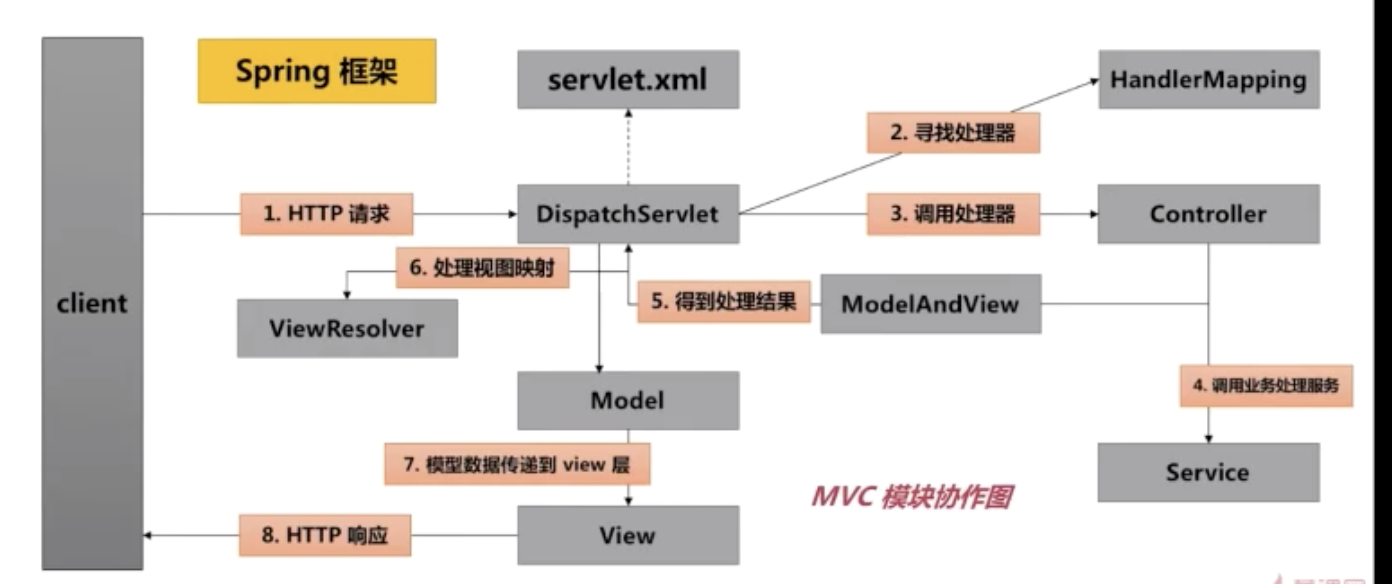 Spring 框架
servlet.xml
HandlerMapping
2. 寻找处理器
1. HTTP 请求
DispatchServlet
3. 调用处理器
Controller
6. 处理视图映射
client
5. 得到处理结果
ModelAndView
ViewResolver
4. 调用业务处理服务
Model
7. 模型数据传递到 view 层
MVC 模块协作图
Service
8. HTTP 响应
View